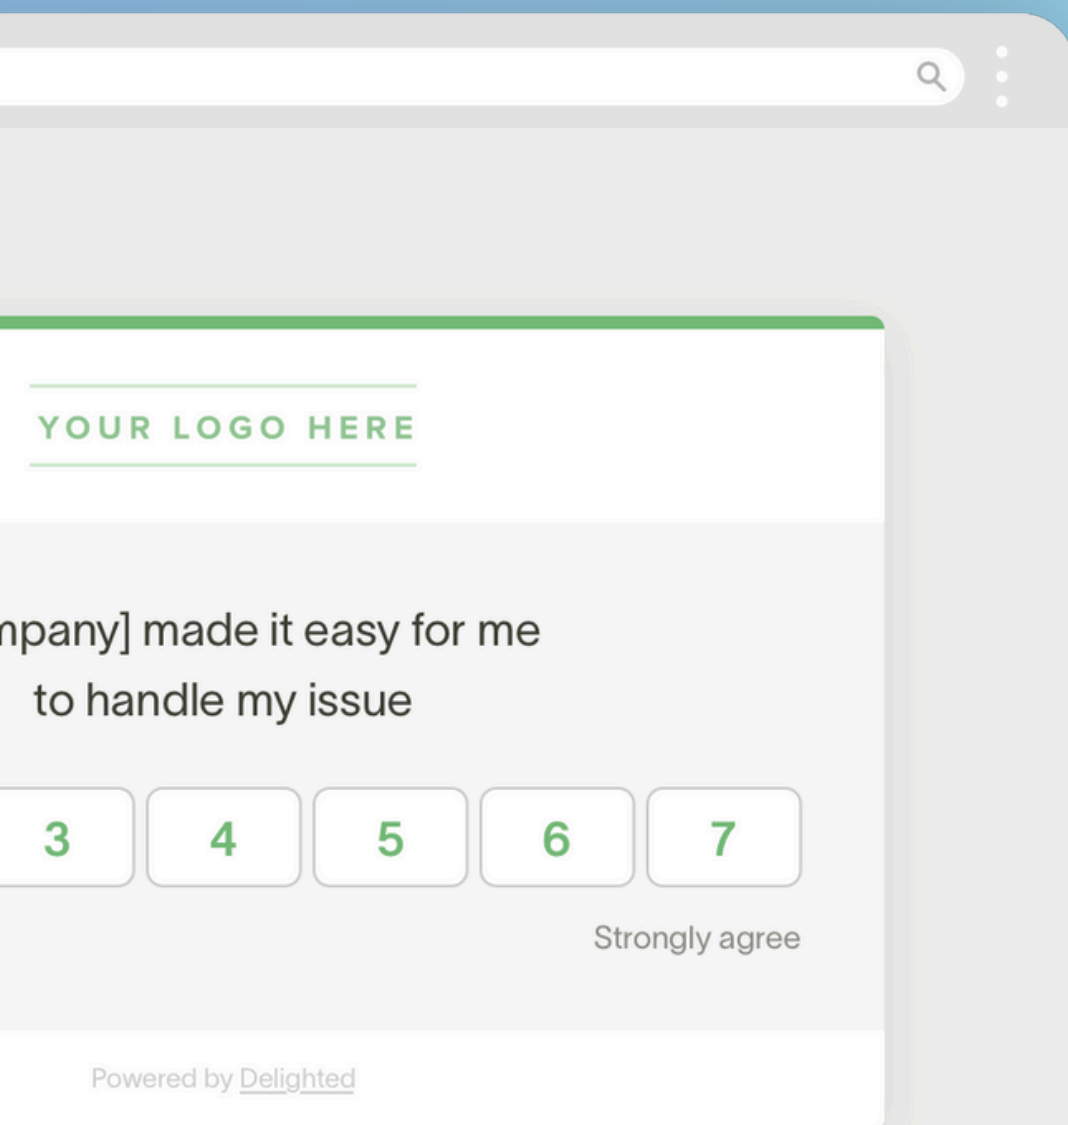 YOUR LOGO HERE
mpany] made it easy for me
to handle my issue
3 4 5 6 7
Strongly agree
Powered by Delighted